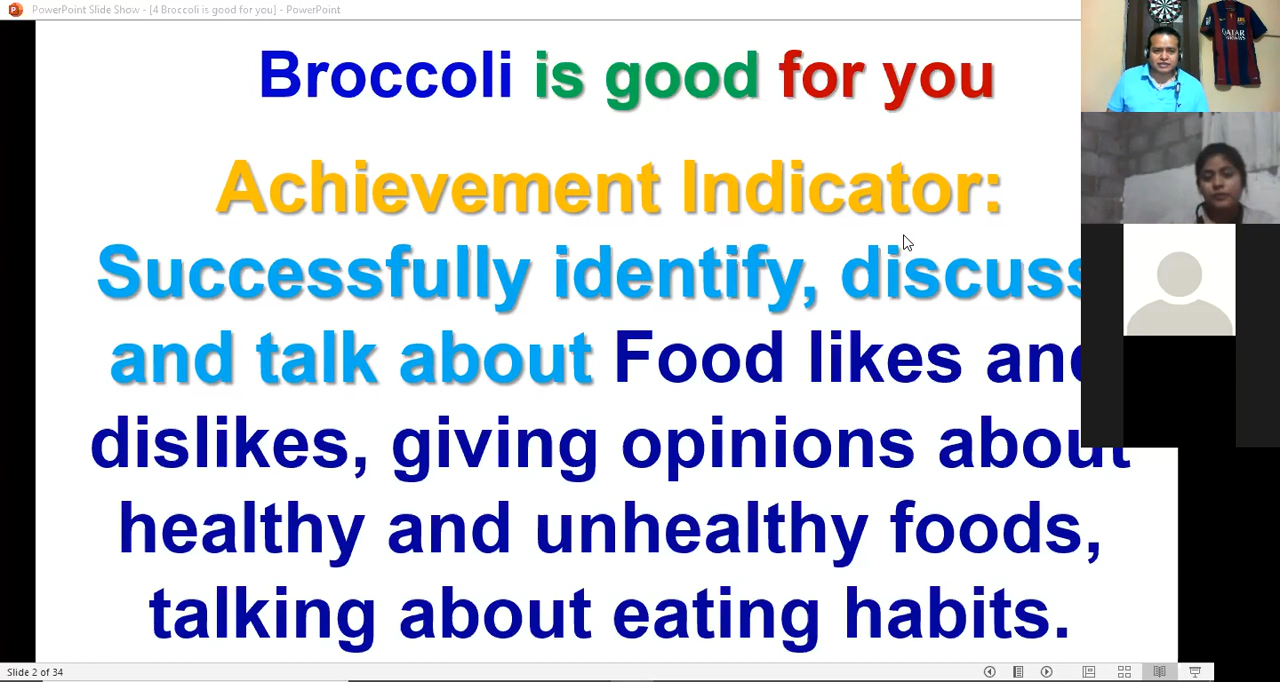 PowerPoint Slide Show - [4 Broccoli is good for you] - PowerPoint
Broccoli is good for you
Achievement Indicator:
Successfully identify, discuss
and talk about Food likes and
dislikes, giving opinions about
healthy and unhealthy foods,
talking about eating habits.
QATAR
AIRWAYS
Slide 2 of 34